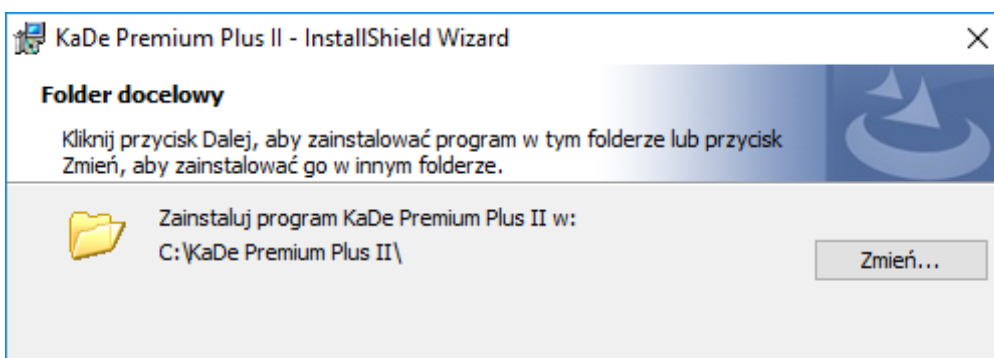 KaDe Premium Plus II - InstallShield Wizard
Folder docelowy
Kliknij przycisk Dalej, aby zainstalować program w tym folderze lub przycisk
Zmień, aby zainstalować go w innym folderze.
Zainstaluj program KaDe Premium Plus II w:
C:\KaDe Premium Plus II\
Zmień...